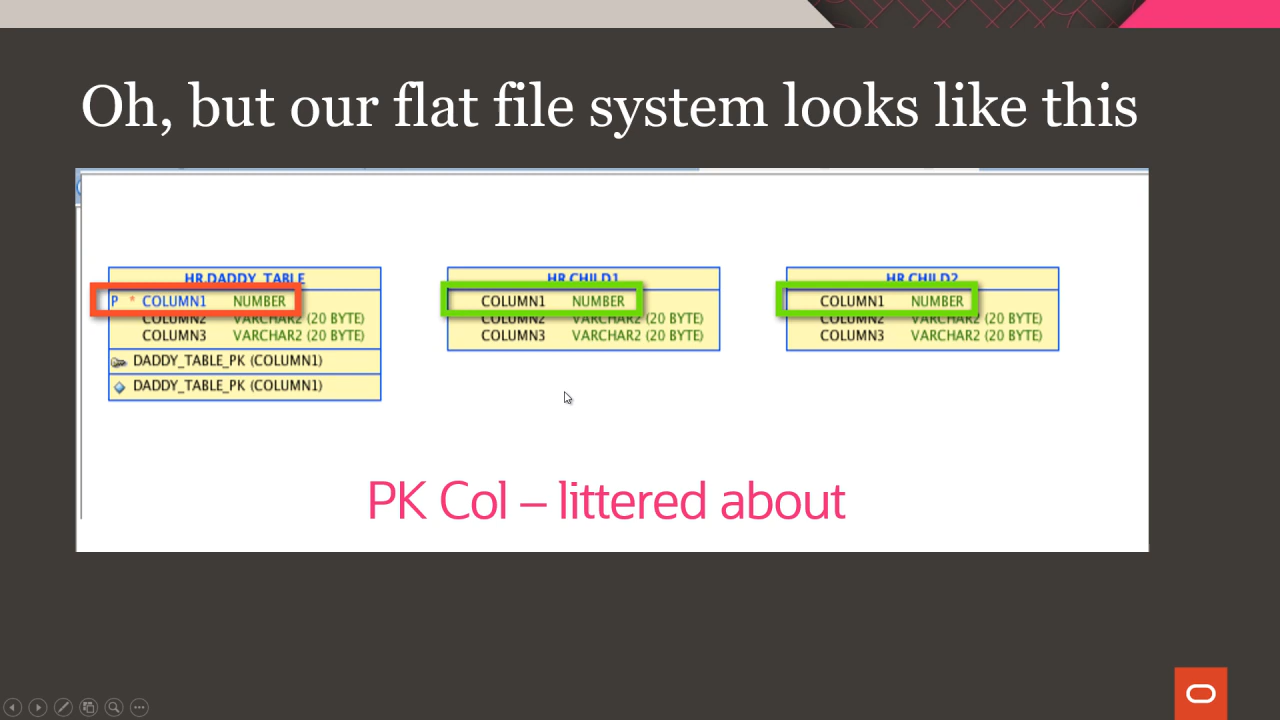 Oh, but our flat file system looks like this
HR.DADDY_TABLE
P * COLUMN1 NUMBER
COLUMN2 VARCHAR2 (20 BYTE)
COLUMN3 VARCHAR2 (20 BYTE)
DADDY_TABLE_PK (COLUMN1)
DADDY_TABLE_PK (COLUMN1)
HR.CHILD1
COLUMN1 NUMBER
COLUMN2 VARCHAR2 (20 BYTE)
COLUMN3 VARCHAR2 (20 BYTE)
HR.CHILD2
COLUMN1 NUMBER
COLUMN2 VARCHAR2 (20 BYTE)
COLUMN3 VARCHAR2 (20 BYTE)
PK Col – littered about